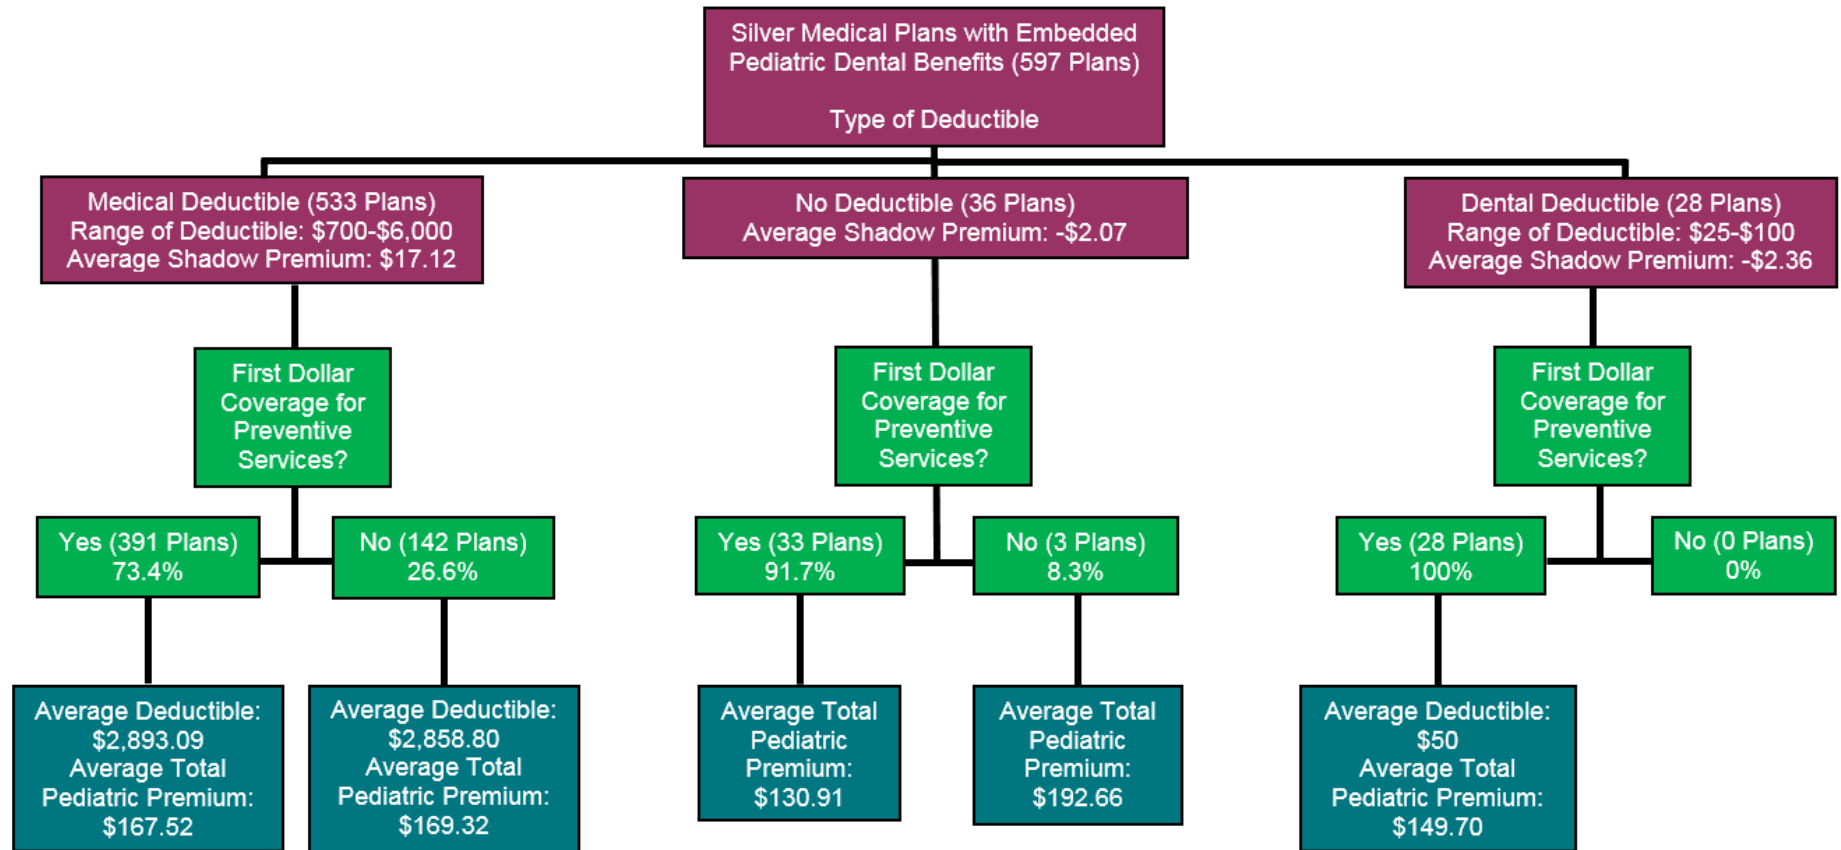 Silver Medical Plans with Embedded
Pediatric Dental Benefits (597 Plans)
Type of Deductible
Medical Deductible (533 Plans)
Range of Deductible: $700-$6,000
Average Shadow Premium: $17.12
No Deductible (36 Plans)
Average Shadow Premium: -$2.07
Dental Deductible (28 Plans)
Range of Deductible: $25-$100
Average Shadow Premium: -$2.36
First Dollar
Coverage for
Preventive
Services?
First Dollar
Coverage for
Preventive
Services?
First Dollar
Coverage for
Preventive
Services?
Yes (391 Plans)
73.4%
No (142 Plans)
26.6%
Yes (33 Plans)
91.7%
No (3 Plans)
8.3%
Yes (28 Plans)
100%
No (0 Plans)
0%
Average Deductible:
$2,893.09
Average Total
Pediatric Premium:
$167.52
Average Deductible:
$2,858.80
Average Total
Pediatric Premium:
$169.32
Average Total
Pediatric
Premium:
$130.91
Average Total
Pediatric
Premium:
$192.66
Average Deductible:
$50
Average Total
Pediatric Premium:
$149.70